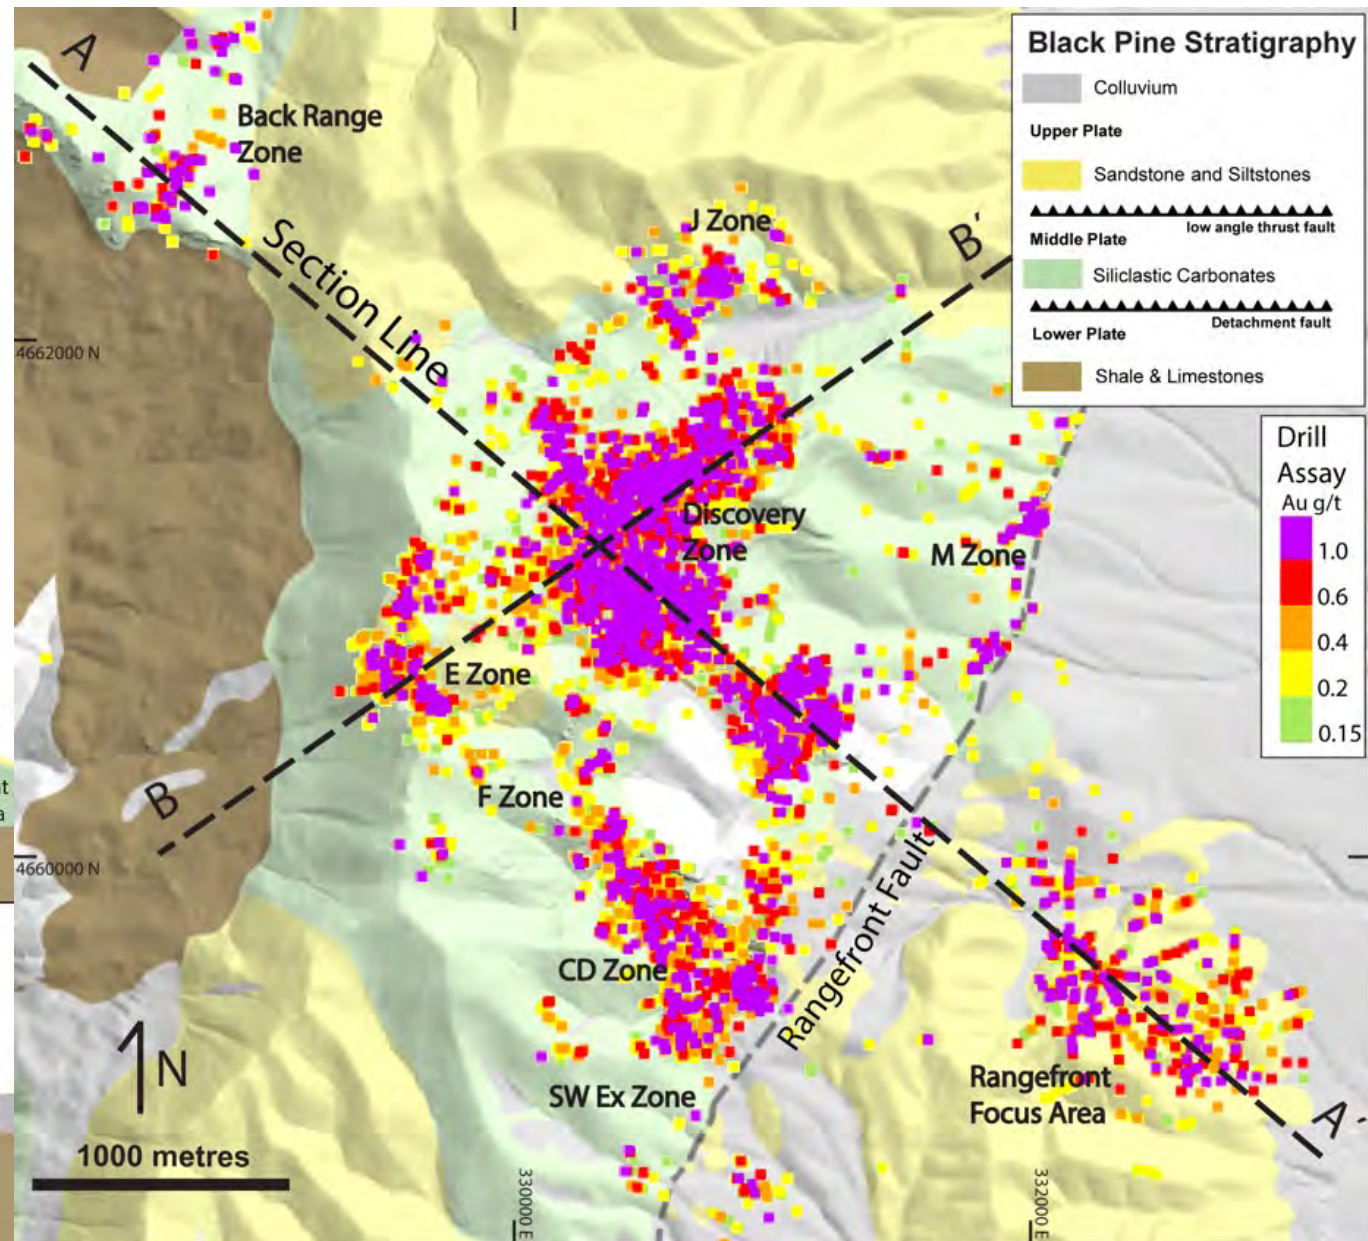 Black Pine Stratigraphy
Colluvium
Upper Plate
Sandstone and Siltstones
low angle thrust fault
Middle Plate
Siliclastic Carbonates
Detachment fault
Lower Plate
Shale & Limestones
Drill
Assay
Au g/t
1.0
0.6
0.4
0.2
0.15
A
Back Range
Zone
Section Line
J Zone
B'
4662000 N
Discovery
Zone
M Zone
E Zone
B
F Zone
4660000 N
Rangefront Fault
CD Zone
SW Ex Zone
Rangefront
Focus Area
A'
N
1000 metres
330000 E
332000 E